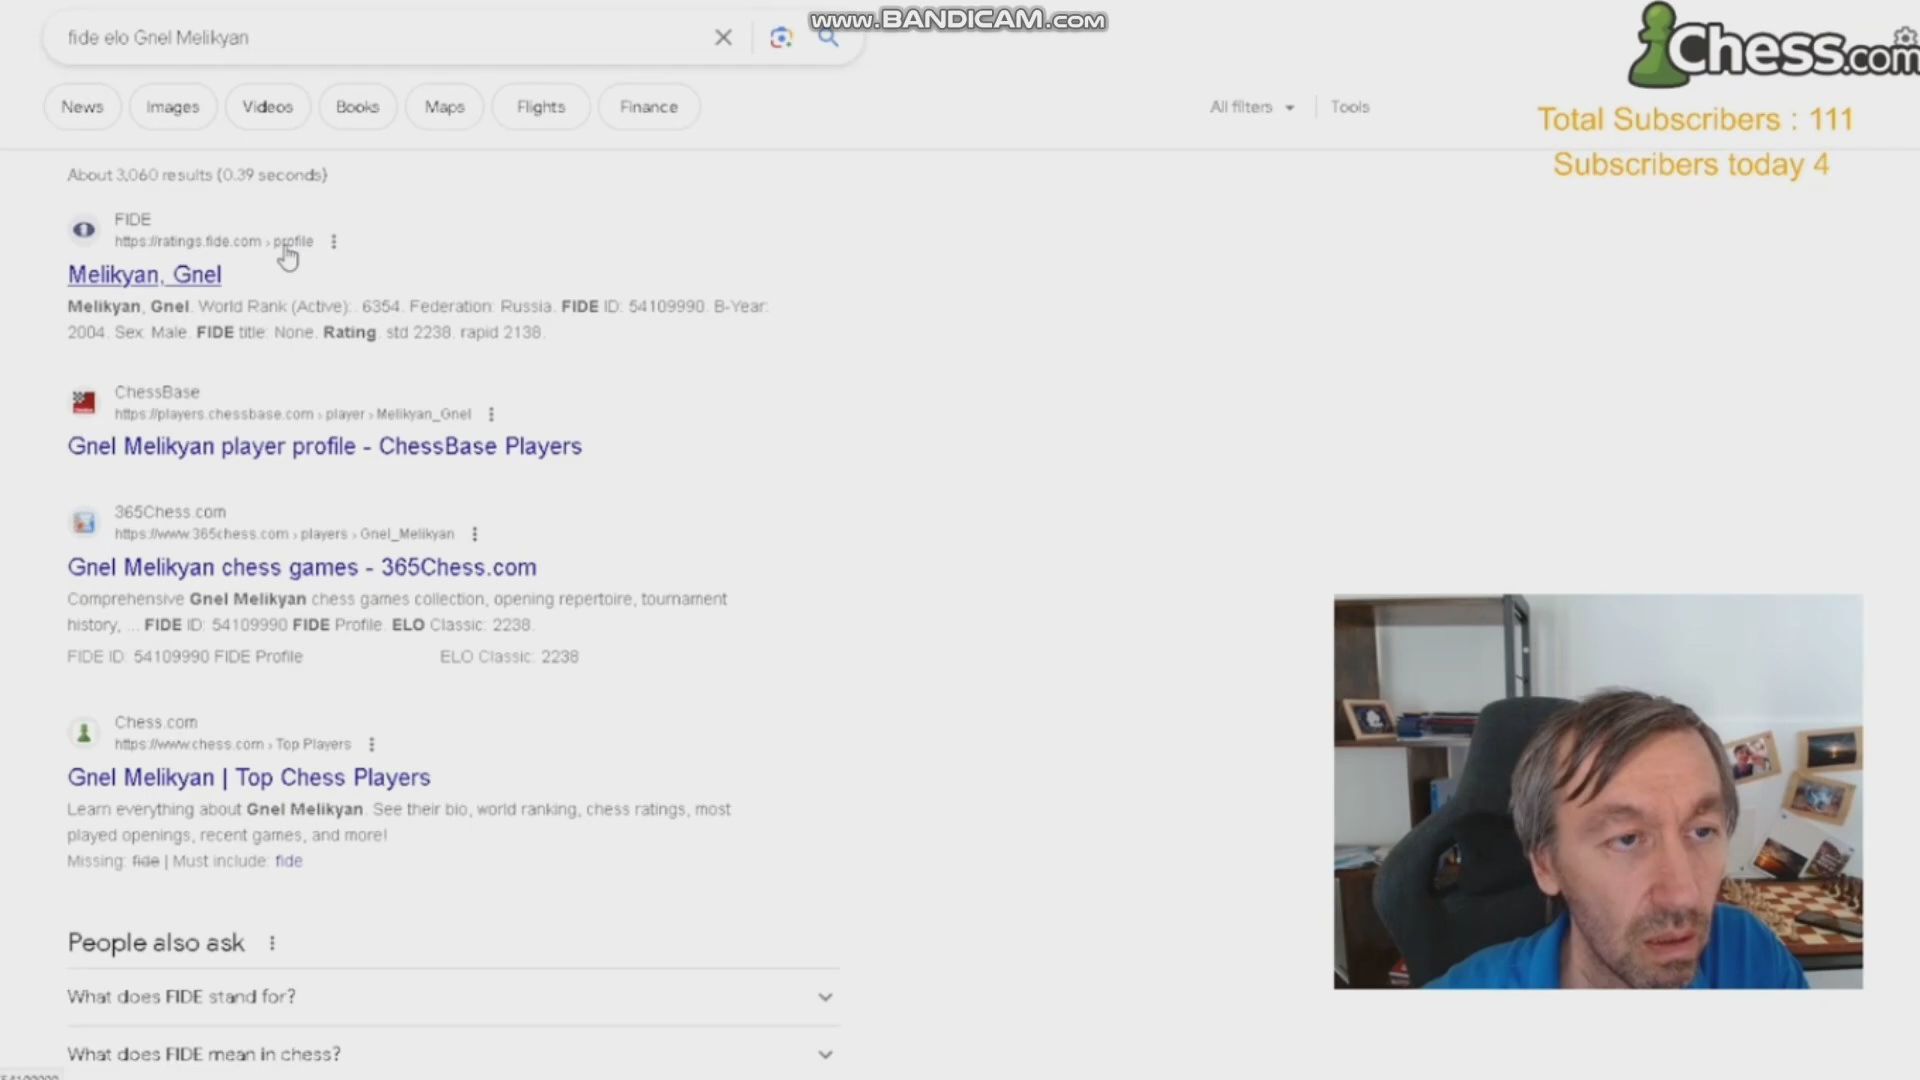 www.BANDICAM.com
fide elo Gnel Melikyan
Chess.com
News
Images
Videos
Books
Maps
Flights
Finance
All filters
Tools
Total Subscribers : 111
Subscribers today 4
About 3,060 results (0.39 seconds)
FIDE
https://ratings.fide.com › profile
Melikyan, Gnel
Melikyan, Gnel. World Rank (Active):. 6354. Federation: Russia. FIDE ID: 54109990. B-Year:
2004. Sex: Male. FIDE title: None. Rating. std 2238. rapid 2138.
ChessBase
https://players.chessbase.com › player › Melikyan_Gnel
Gnel Melikyan player profile - ChessBase Players
365Chess.com
https://www.365chess.com › players › Gnel_Melikyan
Gnel Melikyan chess games - 365Chess.com
Comprehensive Gnel Melikyan chess games collection, opening repertoire, tournament
history, ... FIDE ID: 54109990 FIDE Profile. ELO Classic: 2238.
FIDE ID: 54109990 FIDE Profile
ELO Classic: 2238
Chess.com
https://www.chess.com › Top Players
Gnel Melikyan | Top Chess Players
Learn everything about Gnel Melikyan. See their bio, world ranking, chess ratings, most
played openings, recent games, and more!
Missing: fide | Must include: fide
People also ask
What does FIDE stand for?
What does FIDE mean in chess?